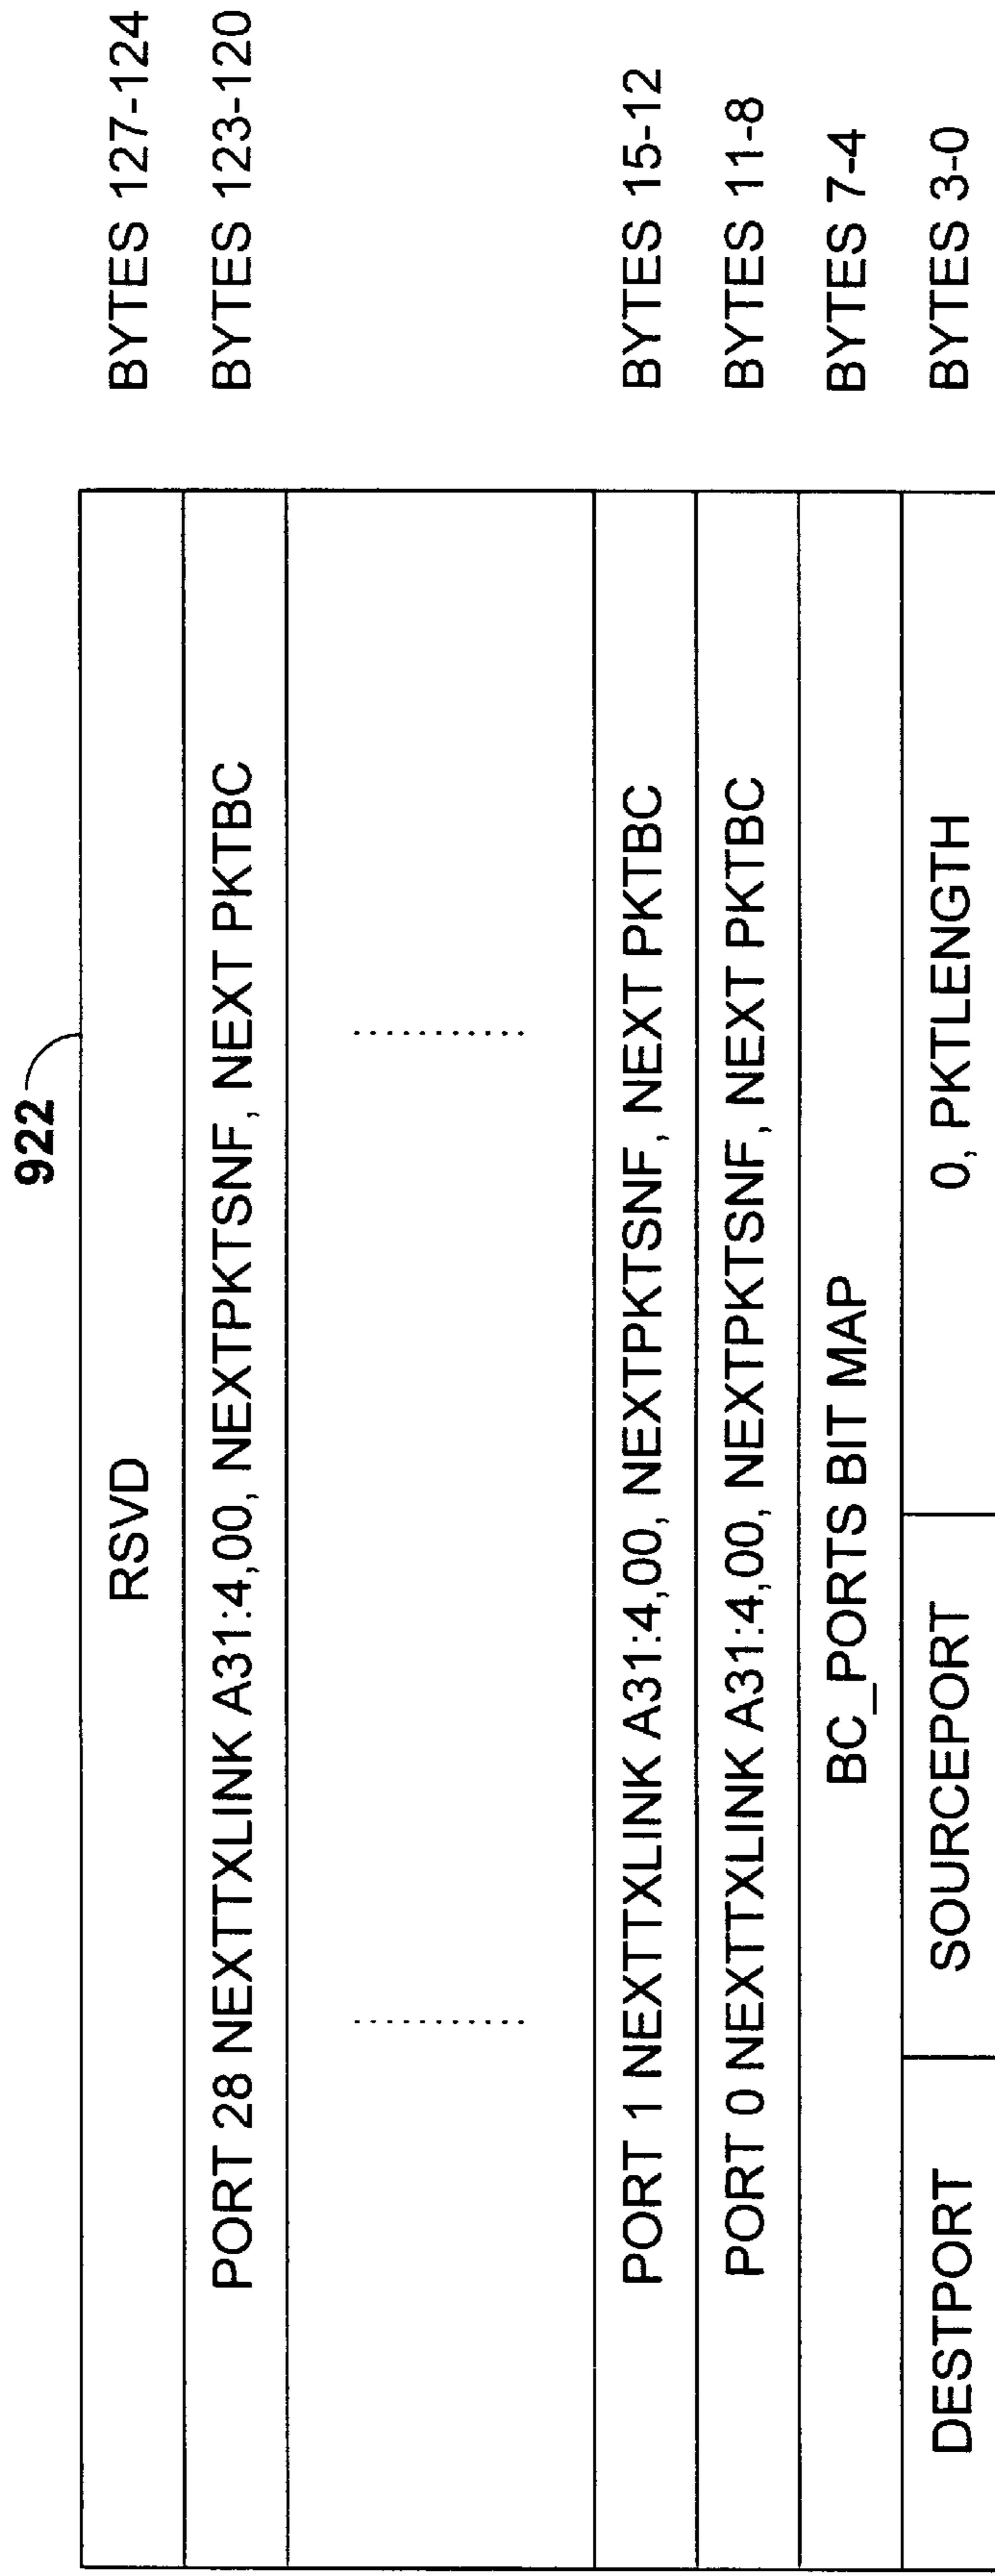 922
RSVD BYTES 127-124
PORT 28 NEXTTXLINK A31:4,00, NEXTPKTSNF, NEXT PKTBC BYTES 123-120
PORT 1 NEXTTXLINK A31:4,00, NEXTPKTSNF, NEXT PKTBC BYTES 15-12
PORT 0 NEXTTXLINK A31:4,00, NEXTPKTSNF, NEXT PKTBC BYTES 11-8
BC_PORTS BIT MAP BYTES 7-4
DESTPORT SOURCEPORT 0, PKTLENGTH BYTES 3-0